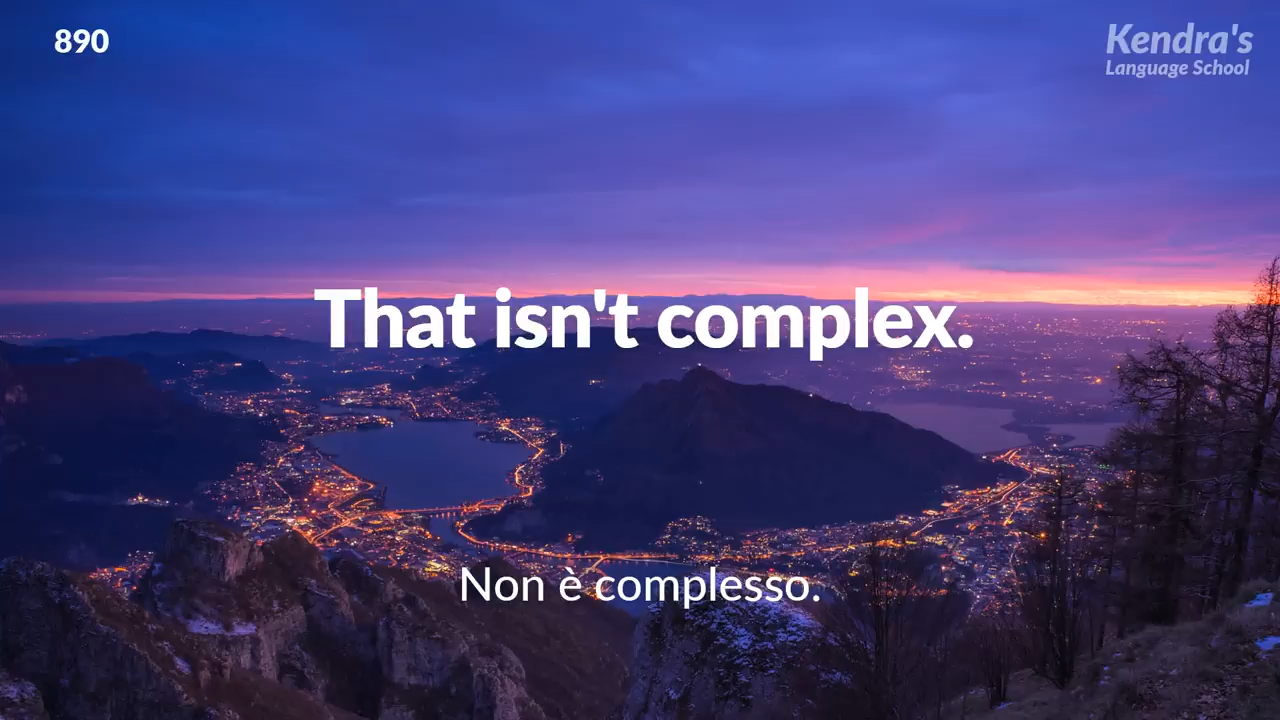 890
Kendra's
Language School
That isn't complex.
Non è complesso.